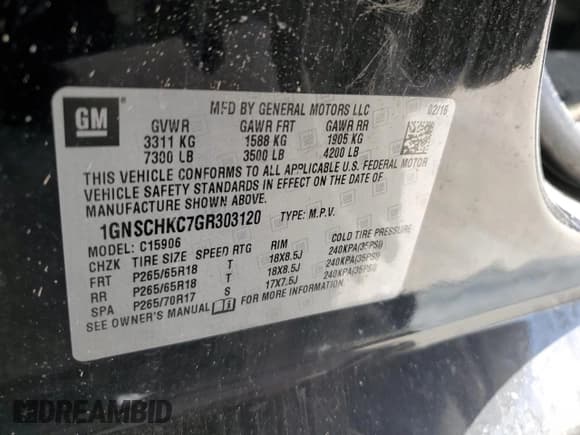 GM
MFD BY GENERAL MOTORS LLC 02/16
GVWR GAWR FRT GAWR RR
3311 KG 1588 KG 1905 KG
7300 LB 3500 LB 4200 LB
THIS VEHICLE CONFORMS TO ALL APPLICABLE U.S. FEDERAL MOTOR
VEHICLE SAFETY STANDARDS IN EFFECT ON THE DATE OF
MANUFACTURE SHOWN ABOVE.
1GNSCHKC7GR303120 TYPE: M.P.V.
MODEL: C15906
CHZK TIRE SIZE SPEED RTG RIM COLD TIRE PRESSURE
FRT P265/65R18 T 18X8.5J 240KPA(35PSI)
RR P265/65R18 T 18X8.5J 240KPA(35PSI)
SPA P265/70R17 S 17X7.5J 240KPA(35PSI)
SEE OWNER'S MANUAL FOR MORE INFORMATION.
DREAMBID